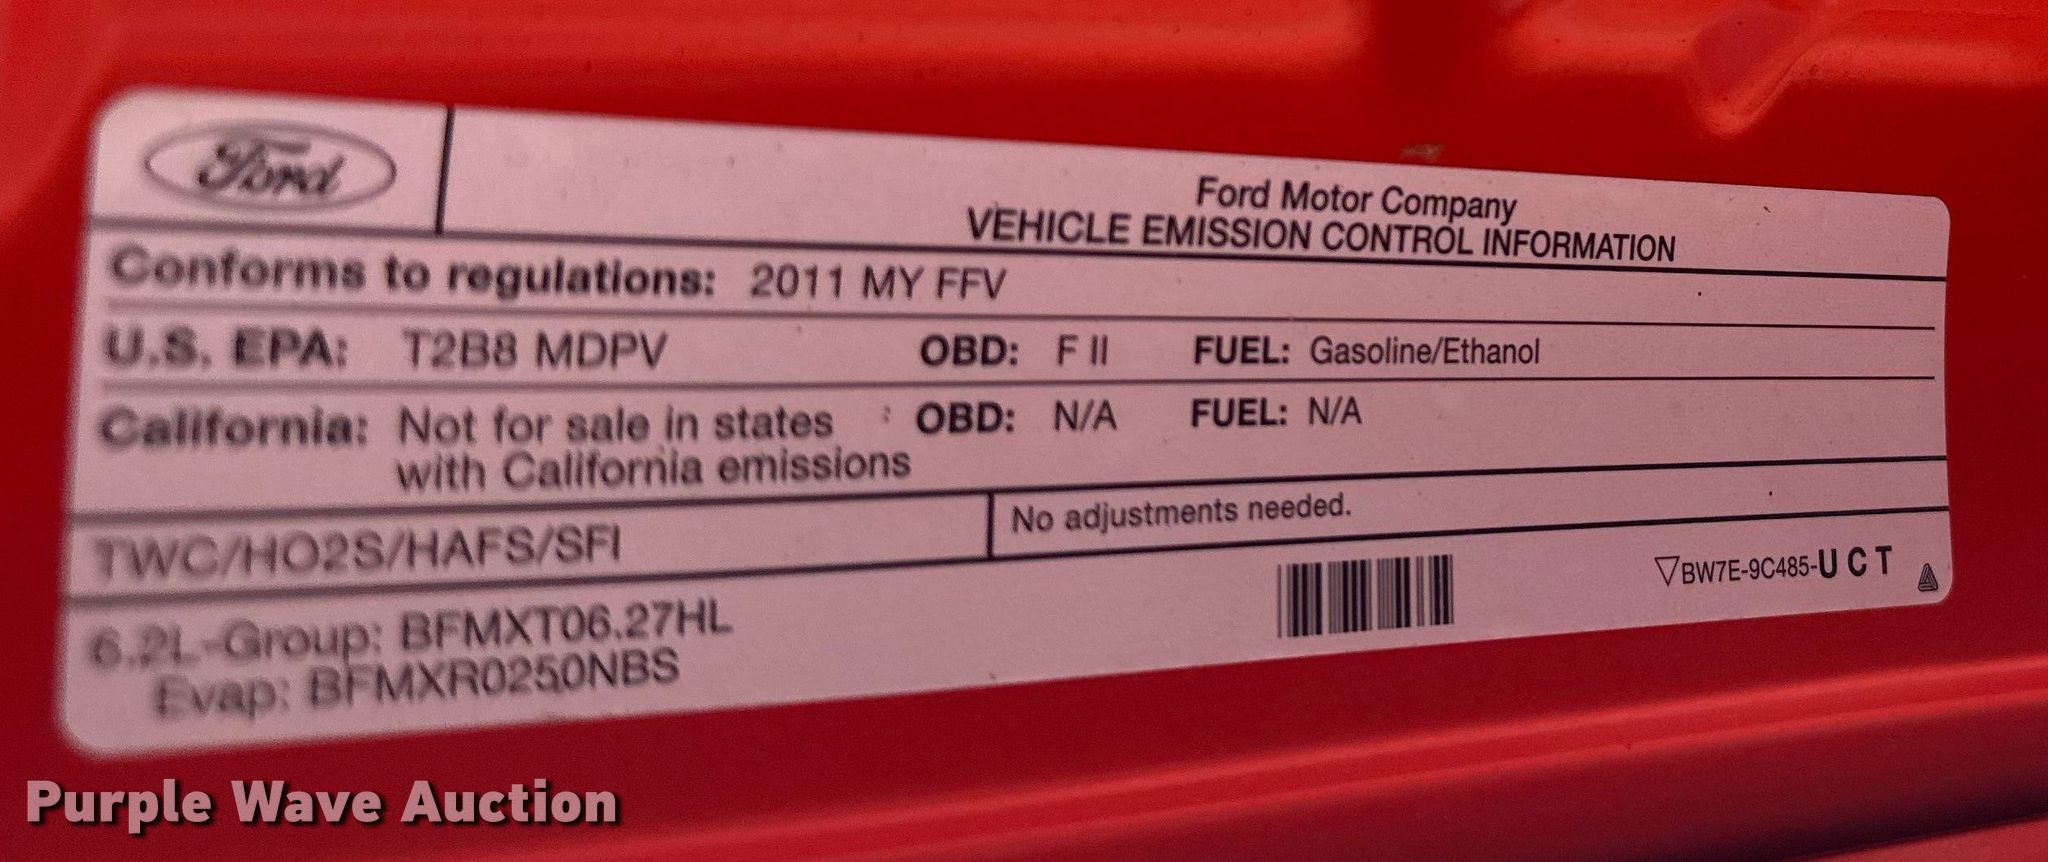 Ford
Ford Motor Company
VEHICLE EMISSION CONTROL INFORMATION
Conforms to regulations: 2011 MY FFV
U.S. EPA: T2B8 MDPV OBD: F II FUEL: Gasoline/Ethanol
California: Not for sale in states : OBD: N/A FUEL: N/A
with California emissions
TWC/HO2S/HAFS/SFI No adjustments needed.
6.2L-Group: BFMXT06.27HL
Evap: BFMXR0250NBS
▽BW7E-9C485-U C T
Purple Wave Auction